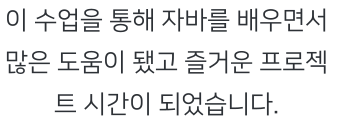 이 수업을 통해 자바를 배우면서
많은 도움이 됐고 즐거운 프로젝
트 시간이 되었습니다.